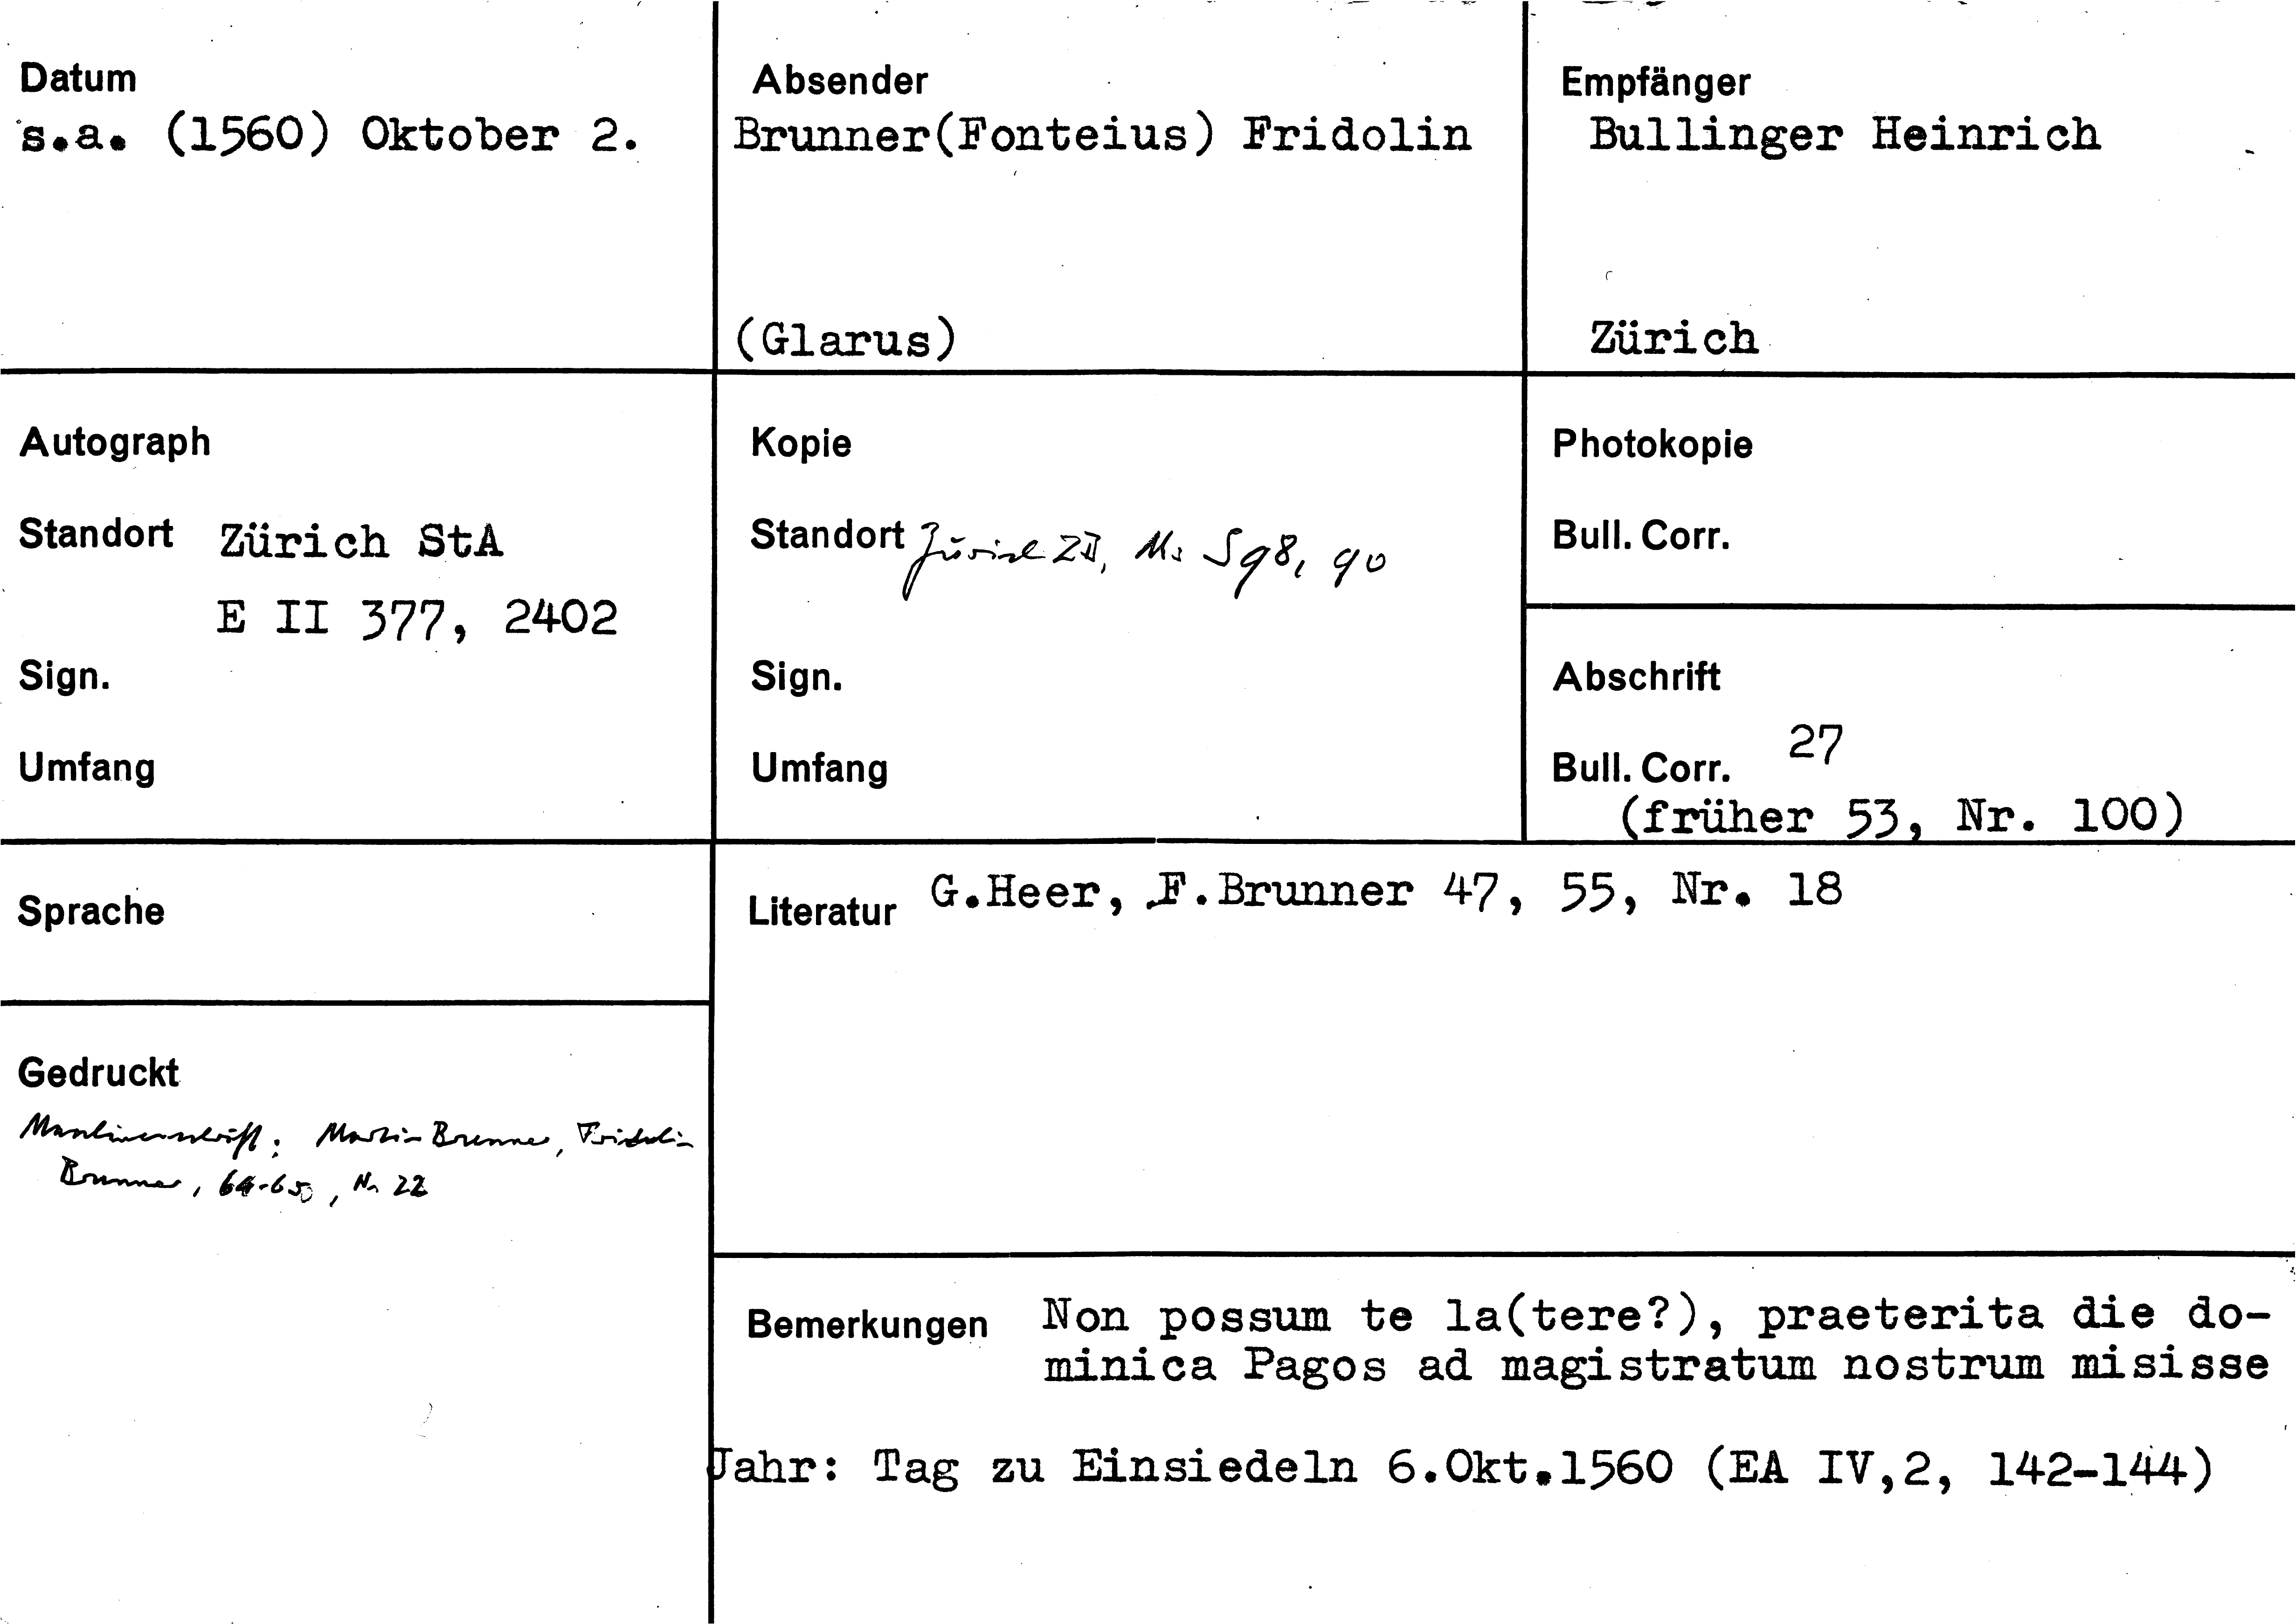 Datum
s.a. (1560) Oktober 2.
Absender
Brunner(Fonteius) Fridolin
(Glarus)
Empfänger
Bullinger Heinrich
Zürich
Autograph
Standort Zürich StA
E II 377, 2402
Sign.
Umfang
Kopie
Standort Zürich ZB, Ms S 98, 90
Sign.
Umfang
Photokopie
Bull. Corr.
Abschrift
Bull. Corr. 27
(früher 53, Nr. 100)
Sprache
Literatur G.Heer, F.Brunner 47, 55, Nr. 18
Gedruckt
Maschinenschrift: Martin Brunner, Fridolin
Brunner, 64-65, Nr 22
Bemerkungen Non possum te la(tere?), praeterita die do-
minica Pagos ad magistratum nostrum misisse
Jahr: Tag zu Einsiedeln 6.Okt.1560 (EA IV,2, 142-144)